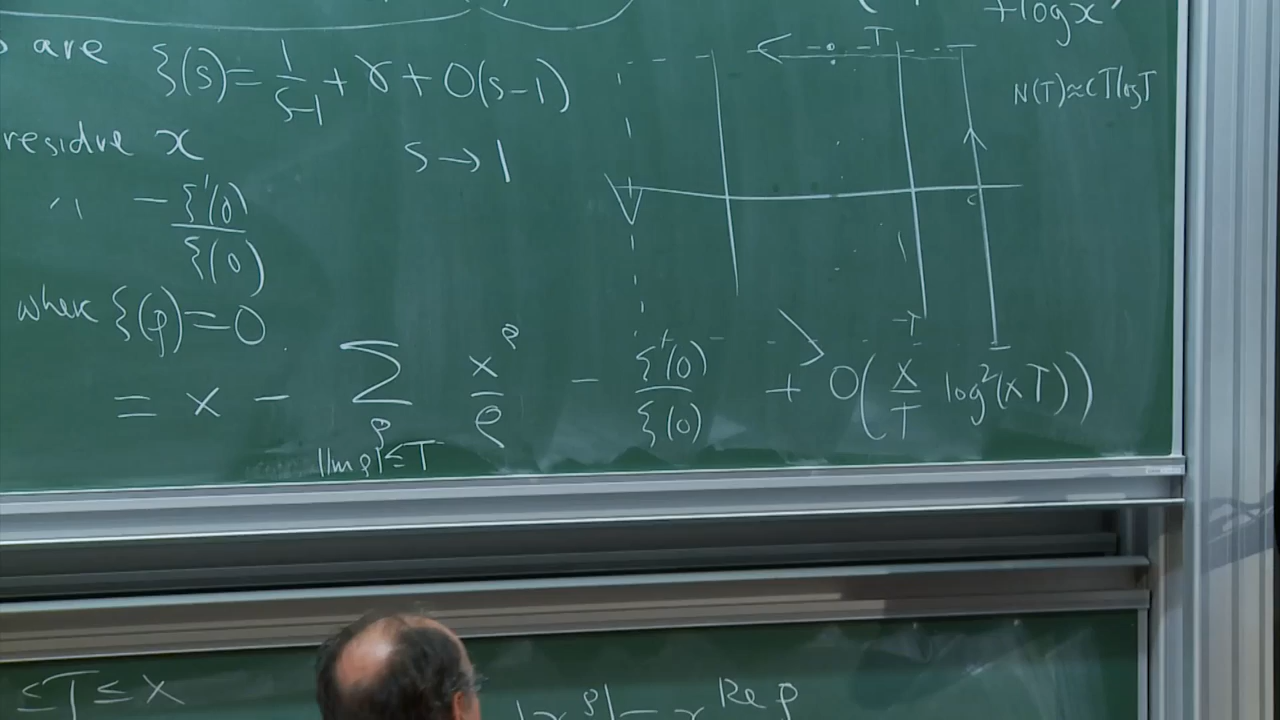 +log x
are ξ(s) = 1/(s-1) + γ + O(s-1)
s → 1
residue x
" - ξ'(0)/ξ(0)
where ξ(ρ) = 0
T
N(T) ≈ CT log T
c
-T
= x - Σ_{ρ |Im ρ| ≤ T} x^ρ/ρ - ξ'(0)/ξ(0) + O(x/T log²(xT))
≤ T ≤ x
|x^ρ| = x^{Re ρ}